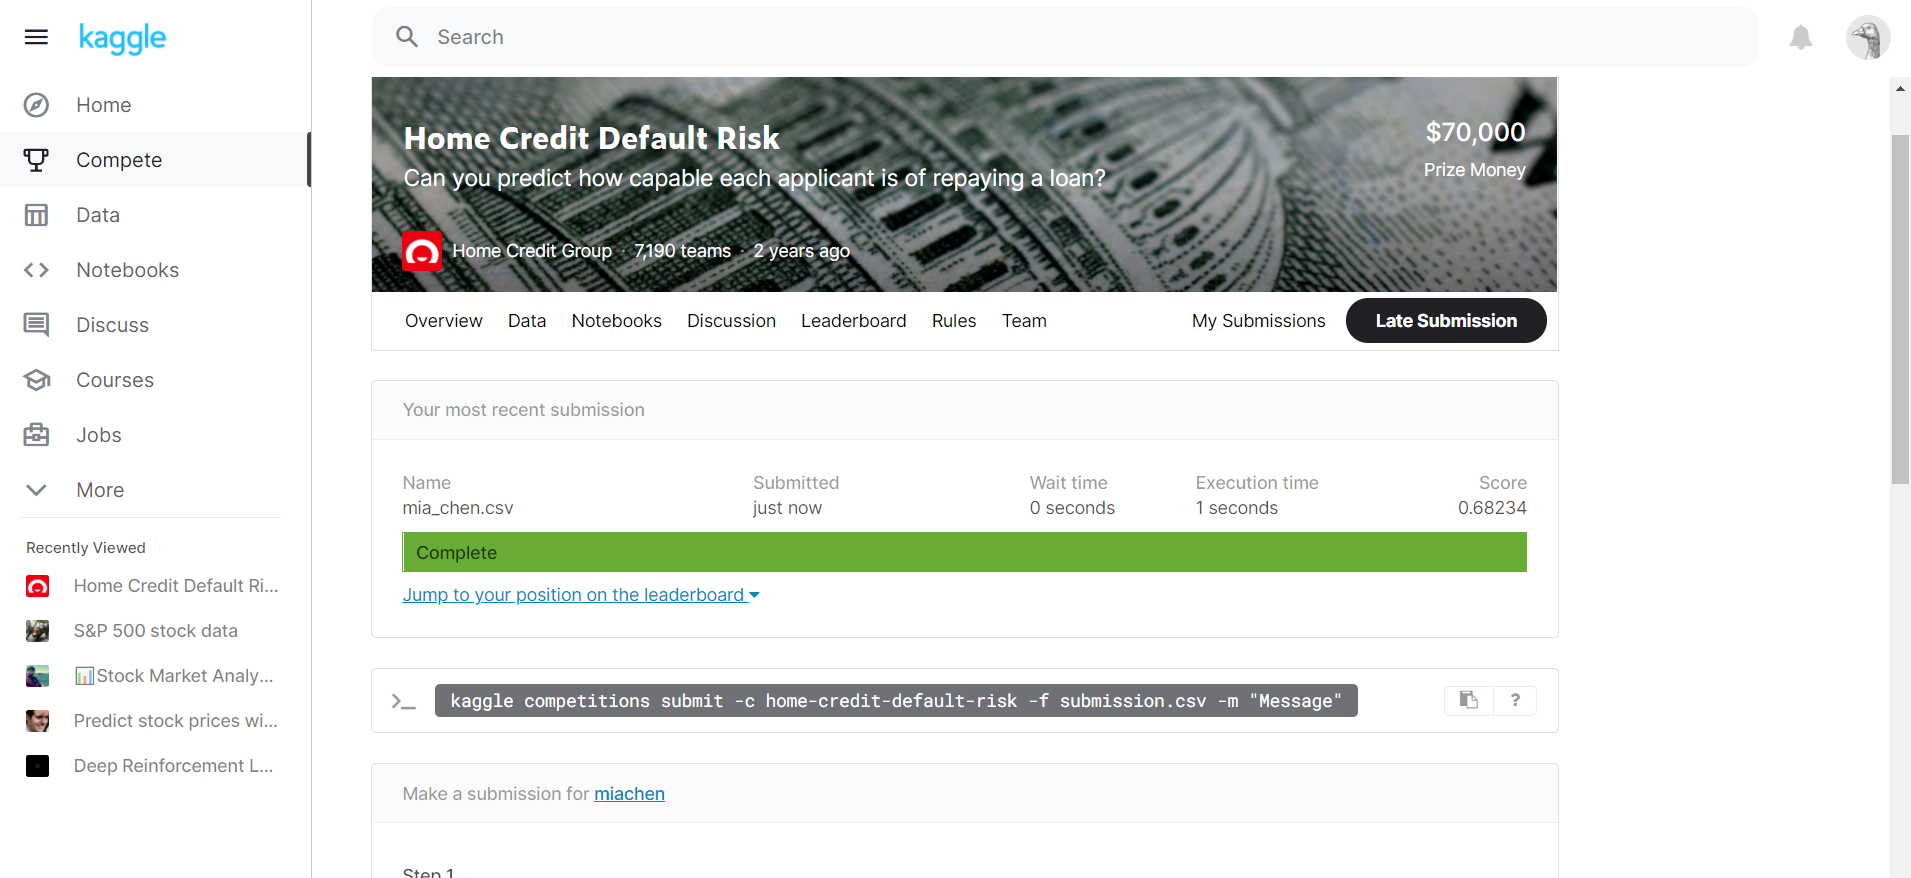 kaggle
Search
Home
Compete
Data
Notebooks
Discuss
Courses
Jobs
More
Recently Viewed
Home Credit Default Ri...
S&P 500 stock data
📊Stock Market Analy...
Predict stock prices wi...
Deep Reinforcement L...
Home Credit Default Risk
Can you predict how capable each applicant is of repaying a loan?
$70,000
Prize Money
Home Credit Group · 7,190 teams · 2 years ago
Overview Data Notebooks Discussion Leaderboard Rules Team My Submissions Late Submission
Your most recent submission
Name Submitted Wait time Execution time Score
mia_chen.csv just now 0 seconds 1 seconds 0.68234
Complete
Jump to your position on the leaderboard
kaggle competitions submit -c home-credit-default-risk -f submission.csv -m "Message"
?
Make a submission for miachen
Step 1